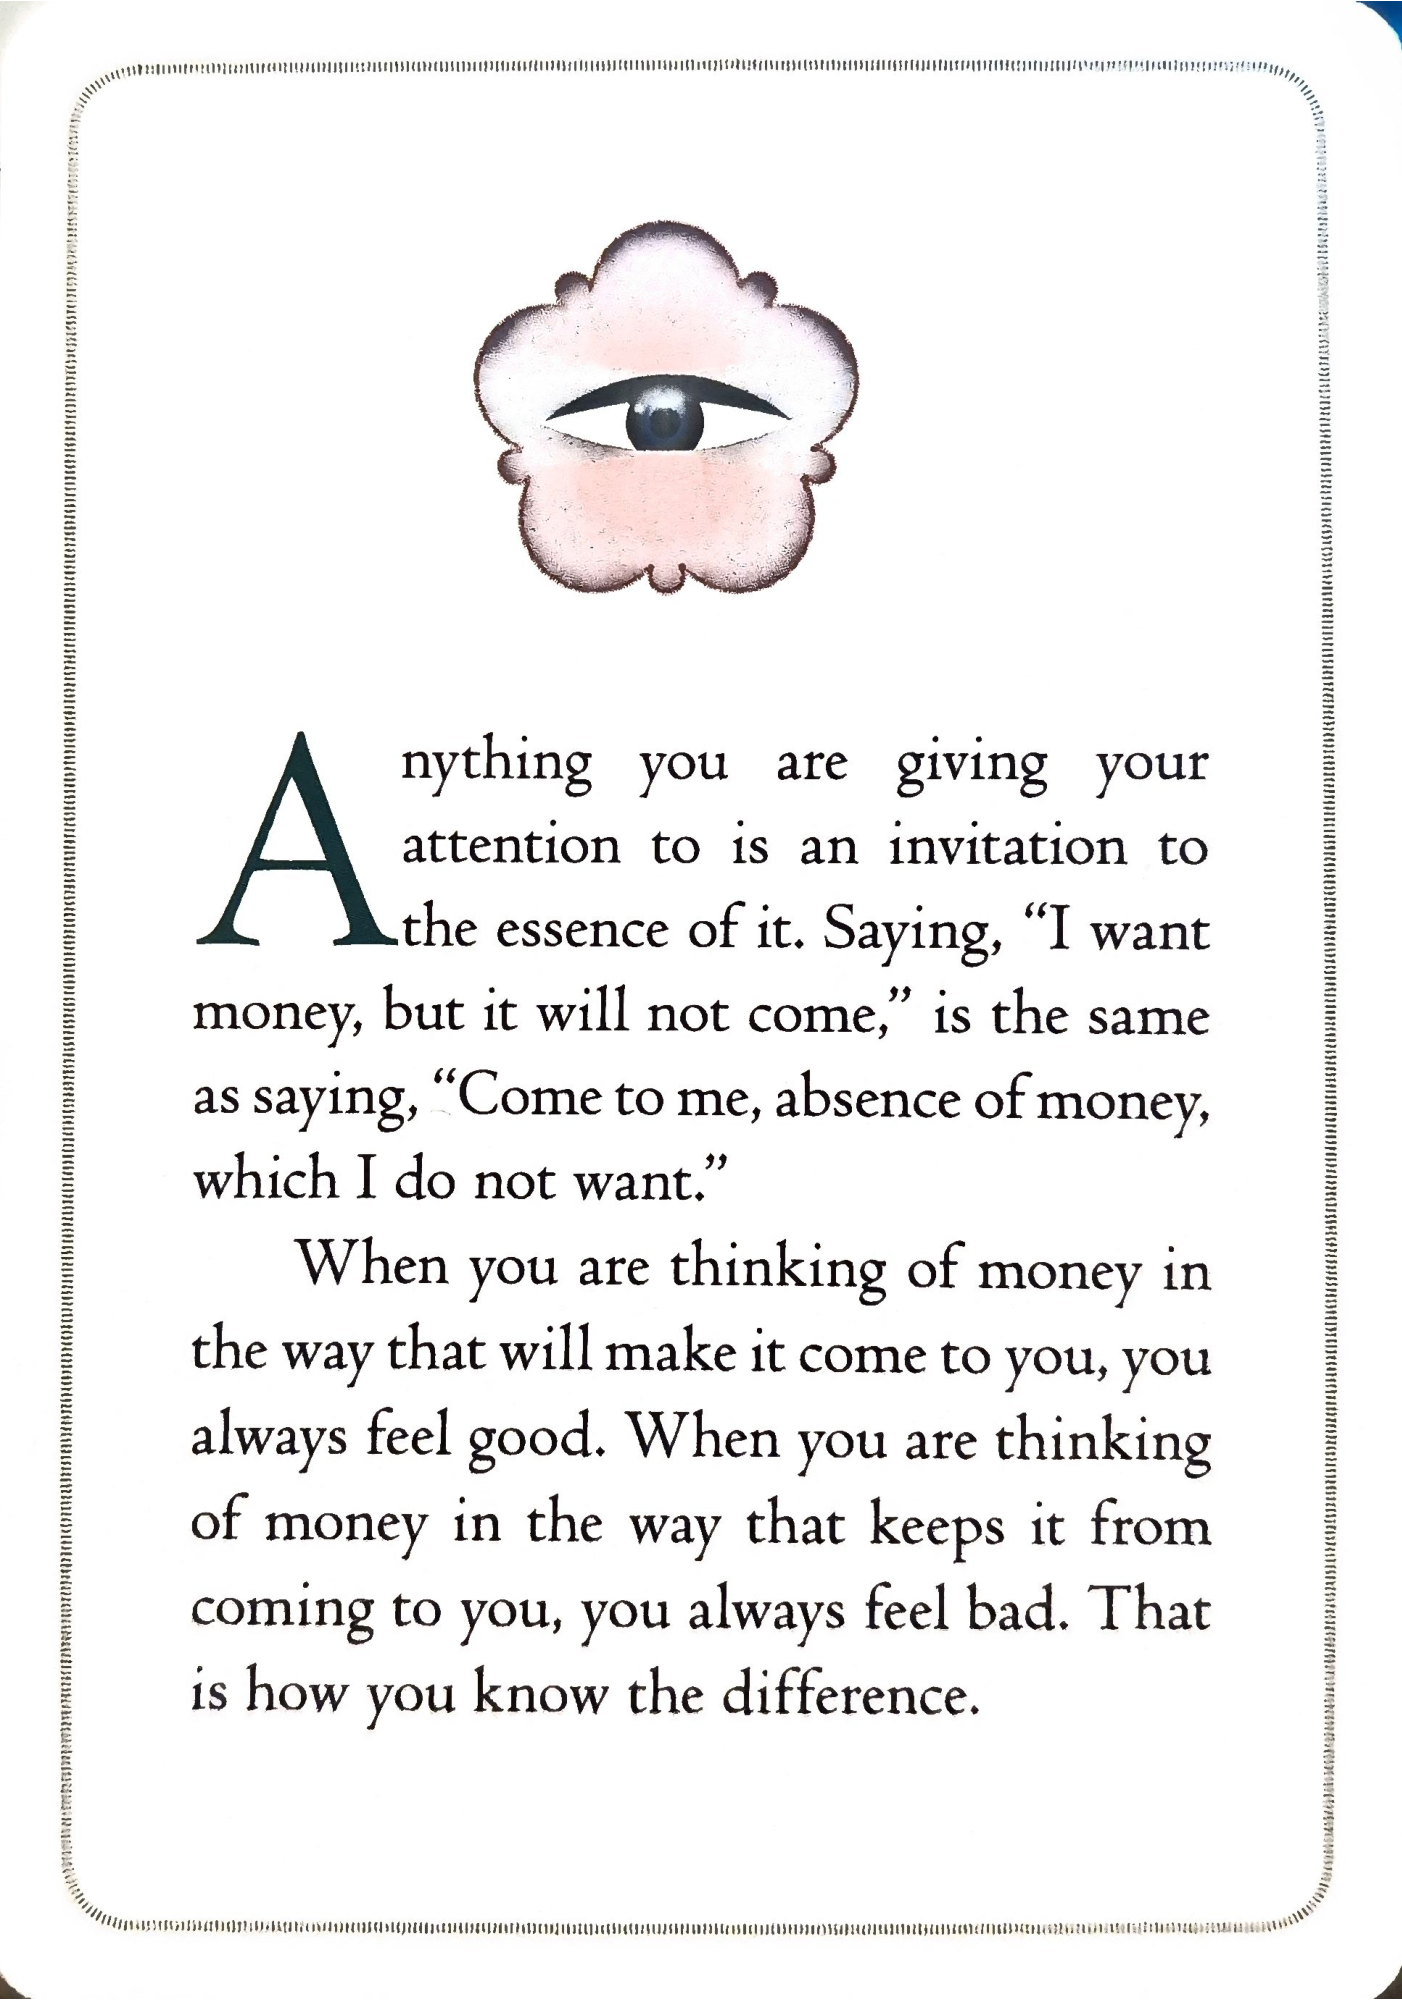 Anything you are giving your
attention to is an invitation to
the essence of it. Saying, “I want
money, but it will not come,” is the same
as saying, “Come to me, absence of money,
which I do not want.”
When you are thinking of money in
the way that will make it come to you, you
always feel good. When you are thinking
of money in the way that keeps it from
coming to you, you always feel bad. That
is how you know the difference.